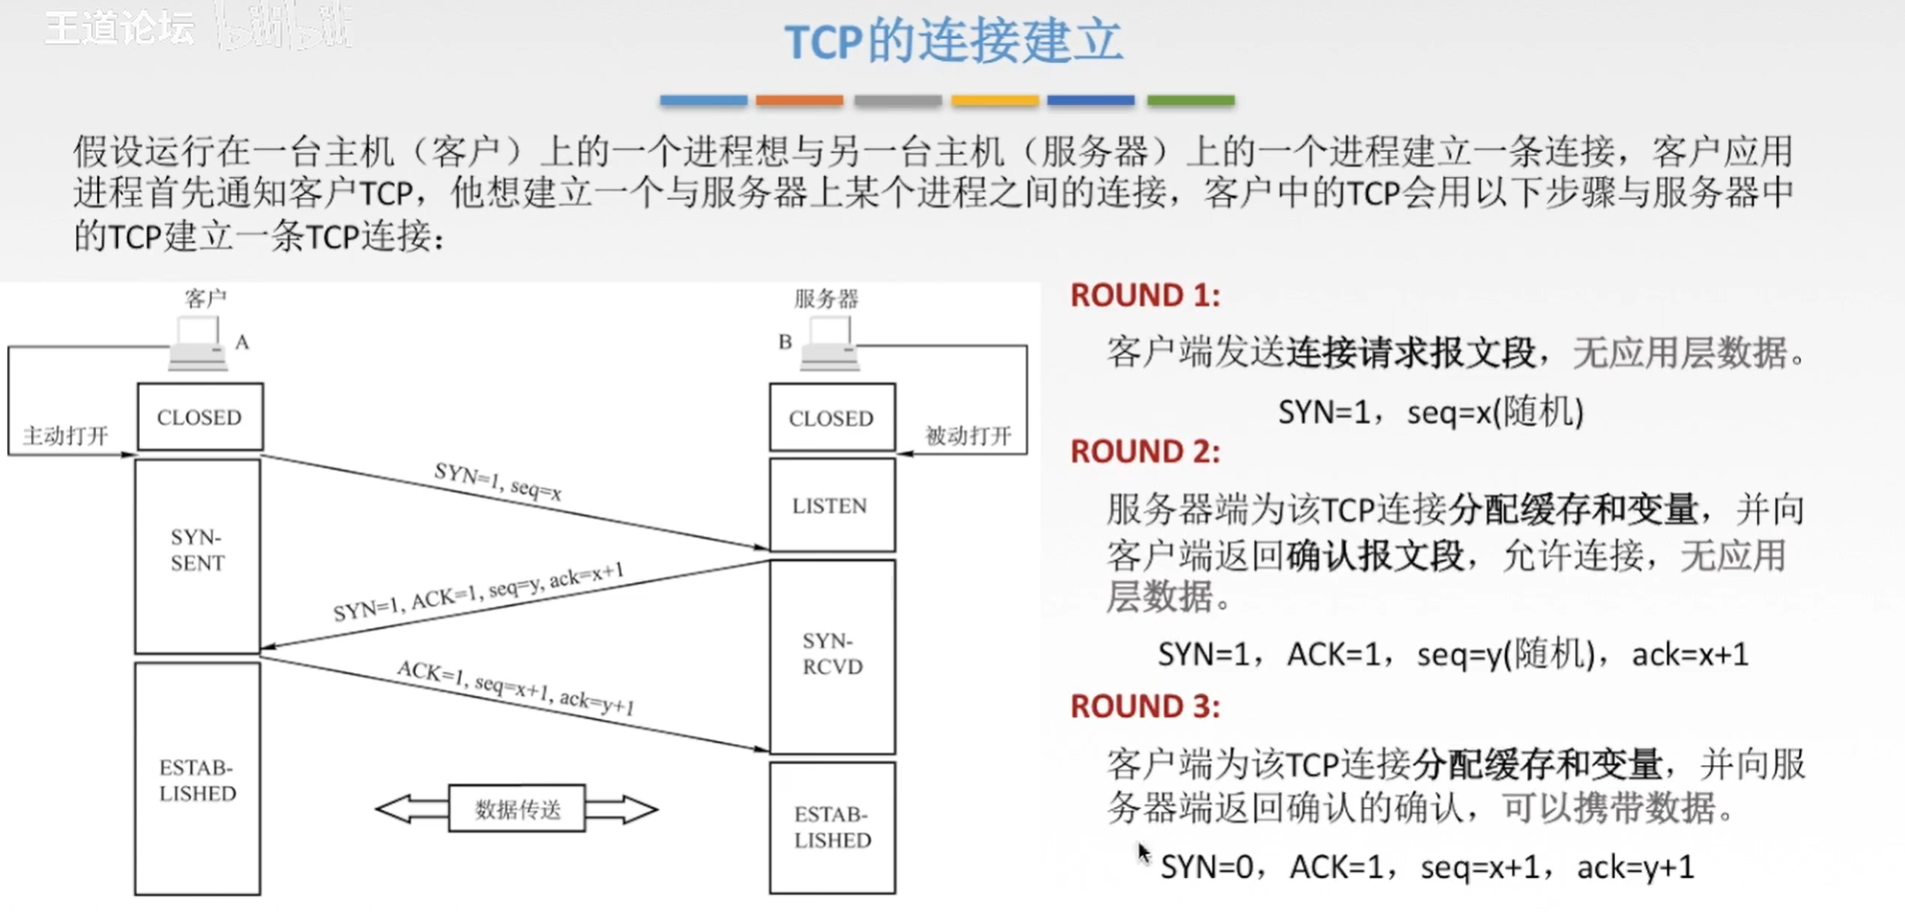 王道论坛 bilibili
TCP的连接建立
假设运行在一台主机（客户）上的一个进程想与另一台主机（服务器）上的一个进程建立一条连接，客户应用
进程首先通知客户TCP，他想建立一个与服务器上某个进程之间的连接，客户中的TCP会用以下步骤与服务器中
的TCP建立一条TCP连接：
客户
A
服务器
B
主动打开
CLOSED
CLOSED
被动打开
SYN=1, seq=x
SYN-
SENT
LISTEN
SYN=1, ACK=1, seq=y, ack=x+1
SYN-
RCVD
ACK=1, seq=x+1, ack=y+1
ESTAB-
LISHED
数据传送
ESTAB-
LISHED
ROUND 1:
客户端发送连接请求报文段，无应用层数据。
SYN=1，seq=x(随机)
ROUND 2:
服务器端为该TCP连接分配缓存和变量，并向
客户端返回确认报文段，允许连接，无应用
层数据。
SYN=1，ACK=1，seq=y(随机)，ack=x+1
ROUND 3:
客户端为该TCP连接分配缓存和变量，并向服
务器端返回确认的确认，可以携带数据。
SYN=0，ACK=1，seq=x+1，ack=y+1